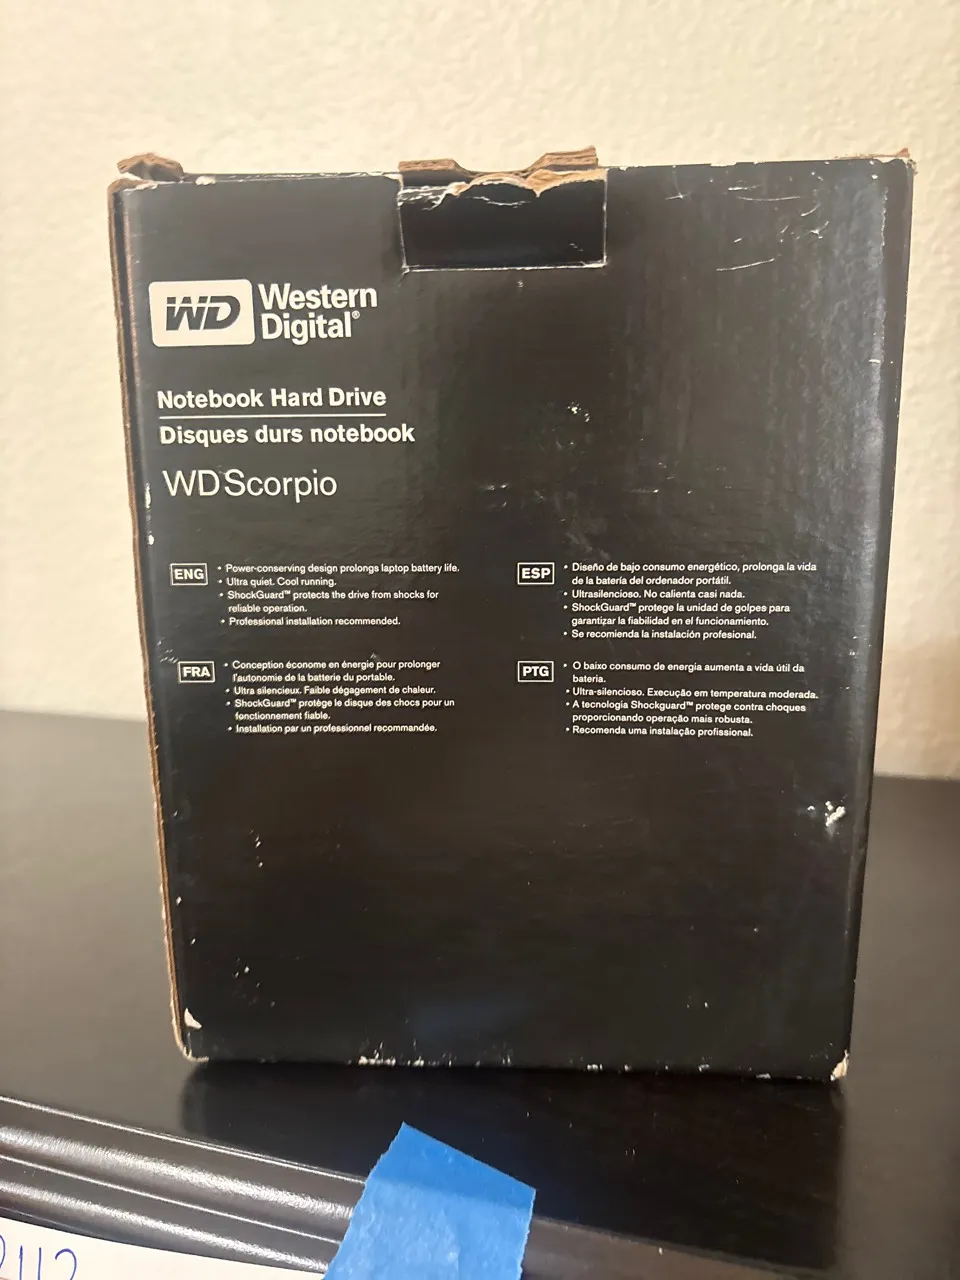 WD Western
Digital®
Notebook Hard Drive
Disques durs notebook
WD Scorpio
ENG
• Power-conserving design prolongs laptop battery life.
• Ultra quiet. Cool running.
• ShockGuard™ protects the drive from shocks for
reliable operation.
• Professional installation recommended.
FRA
• Conception économe en énergie pour prolonger
l'autonomie de la batterie du portable.
• Ultra silencieux. Faible dégagement de chaleur.
• ShockGuard™ protège le disque des chocs pour un
fonctionnement fiable.
• Installation par un professionnel recommandée.
ESP
• Diseño de bajo consumo energético, prolonga la vida
de la batería del ordenador portátil.
• Ultrasilencioso. No calienta casi nada.
• ShockGuard™ protege la unidad de golpes para
garantizar la fiabilidad en el funcionamiento.
• Se recomienda la instalación profesional.
PTG
• O baixo consumo de energia aumenta a vida útil da
bateria.
• Ultra-silencioso. Execução em temperatura moderada.
• A tecnologia Shockguard™ protege contra choques
proporcionando operação mais robusta.
• Recomenda uma instalação profissional.